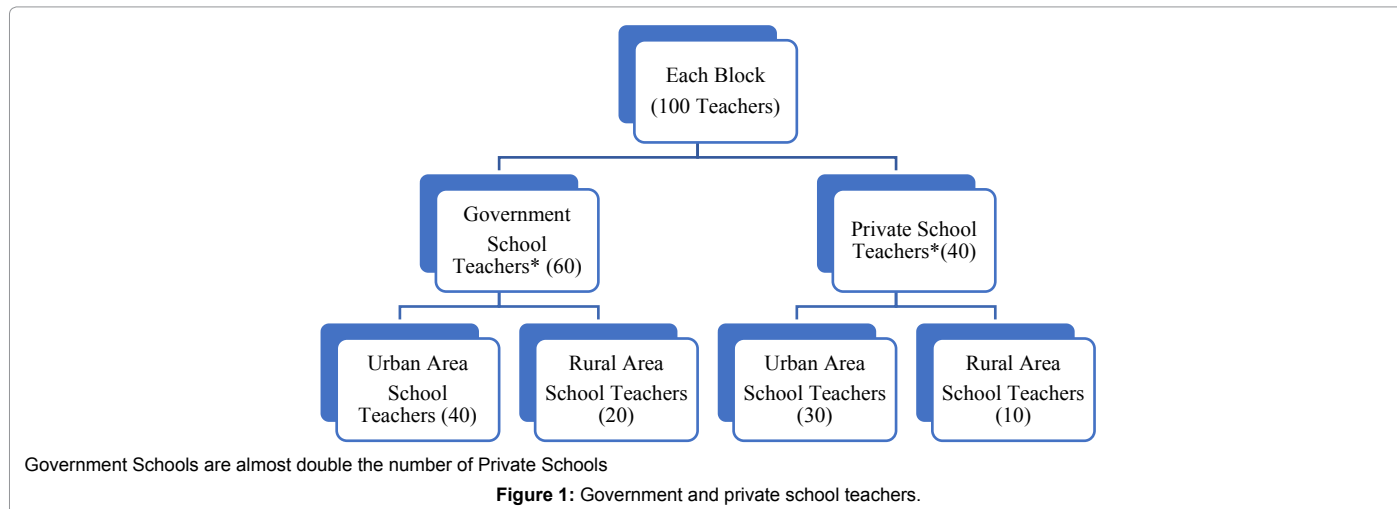 Each Block
(100 Teachers)
Government
School
Teachers* (60)
Private School
Teachers*(40)
Urban Area
School
Teachers (40)
Rural Area
School Teachers
(20)
Urban Area
School Teachers
(30)
Rural Area
School Teachers
(10)
Government Schools are almost double the number of Private Schools
Figure 1: Government and private school teachers.